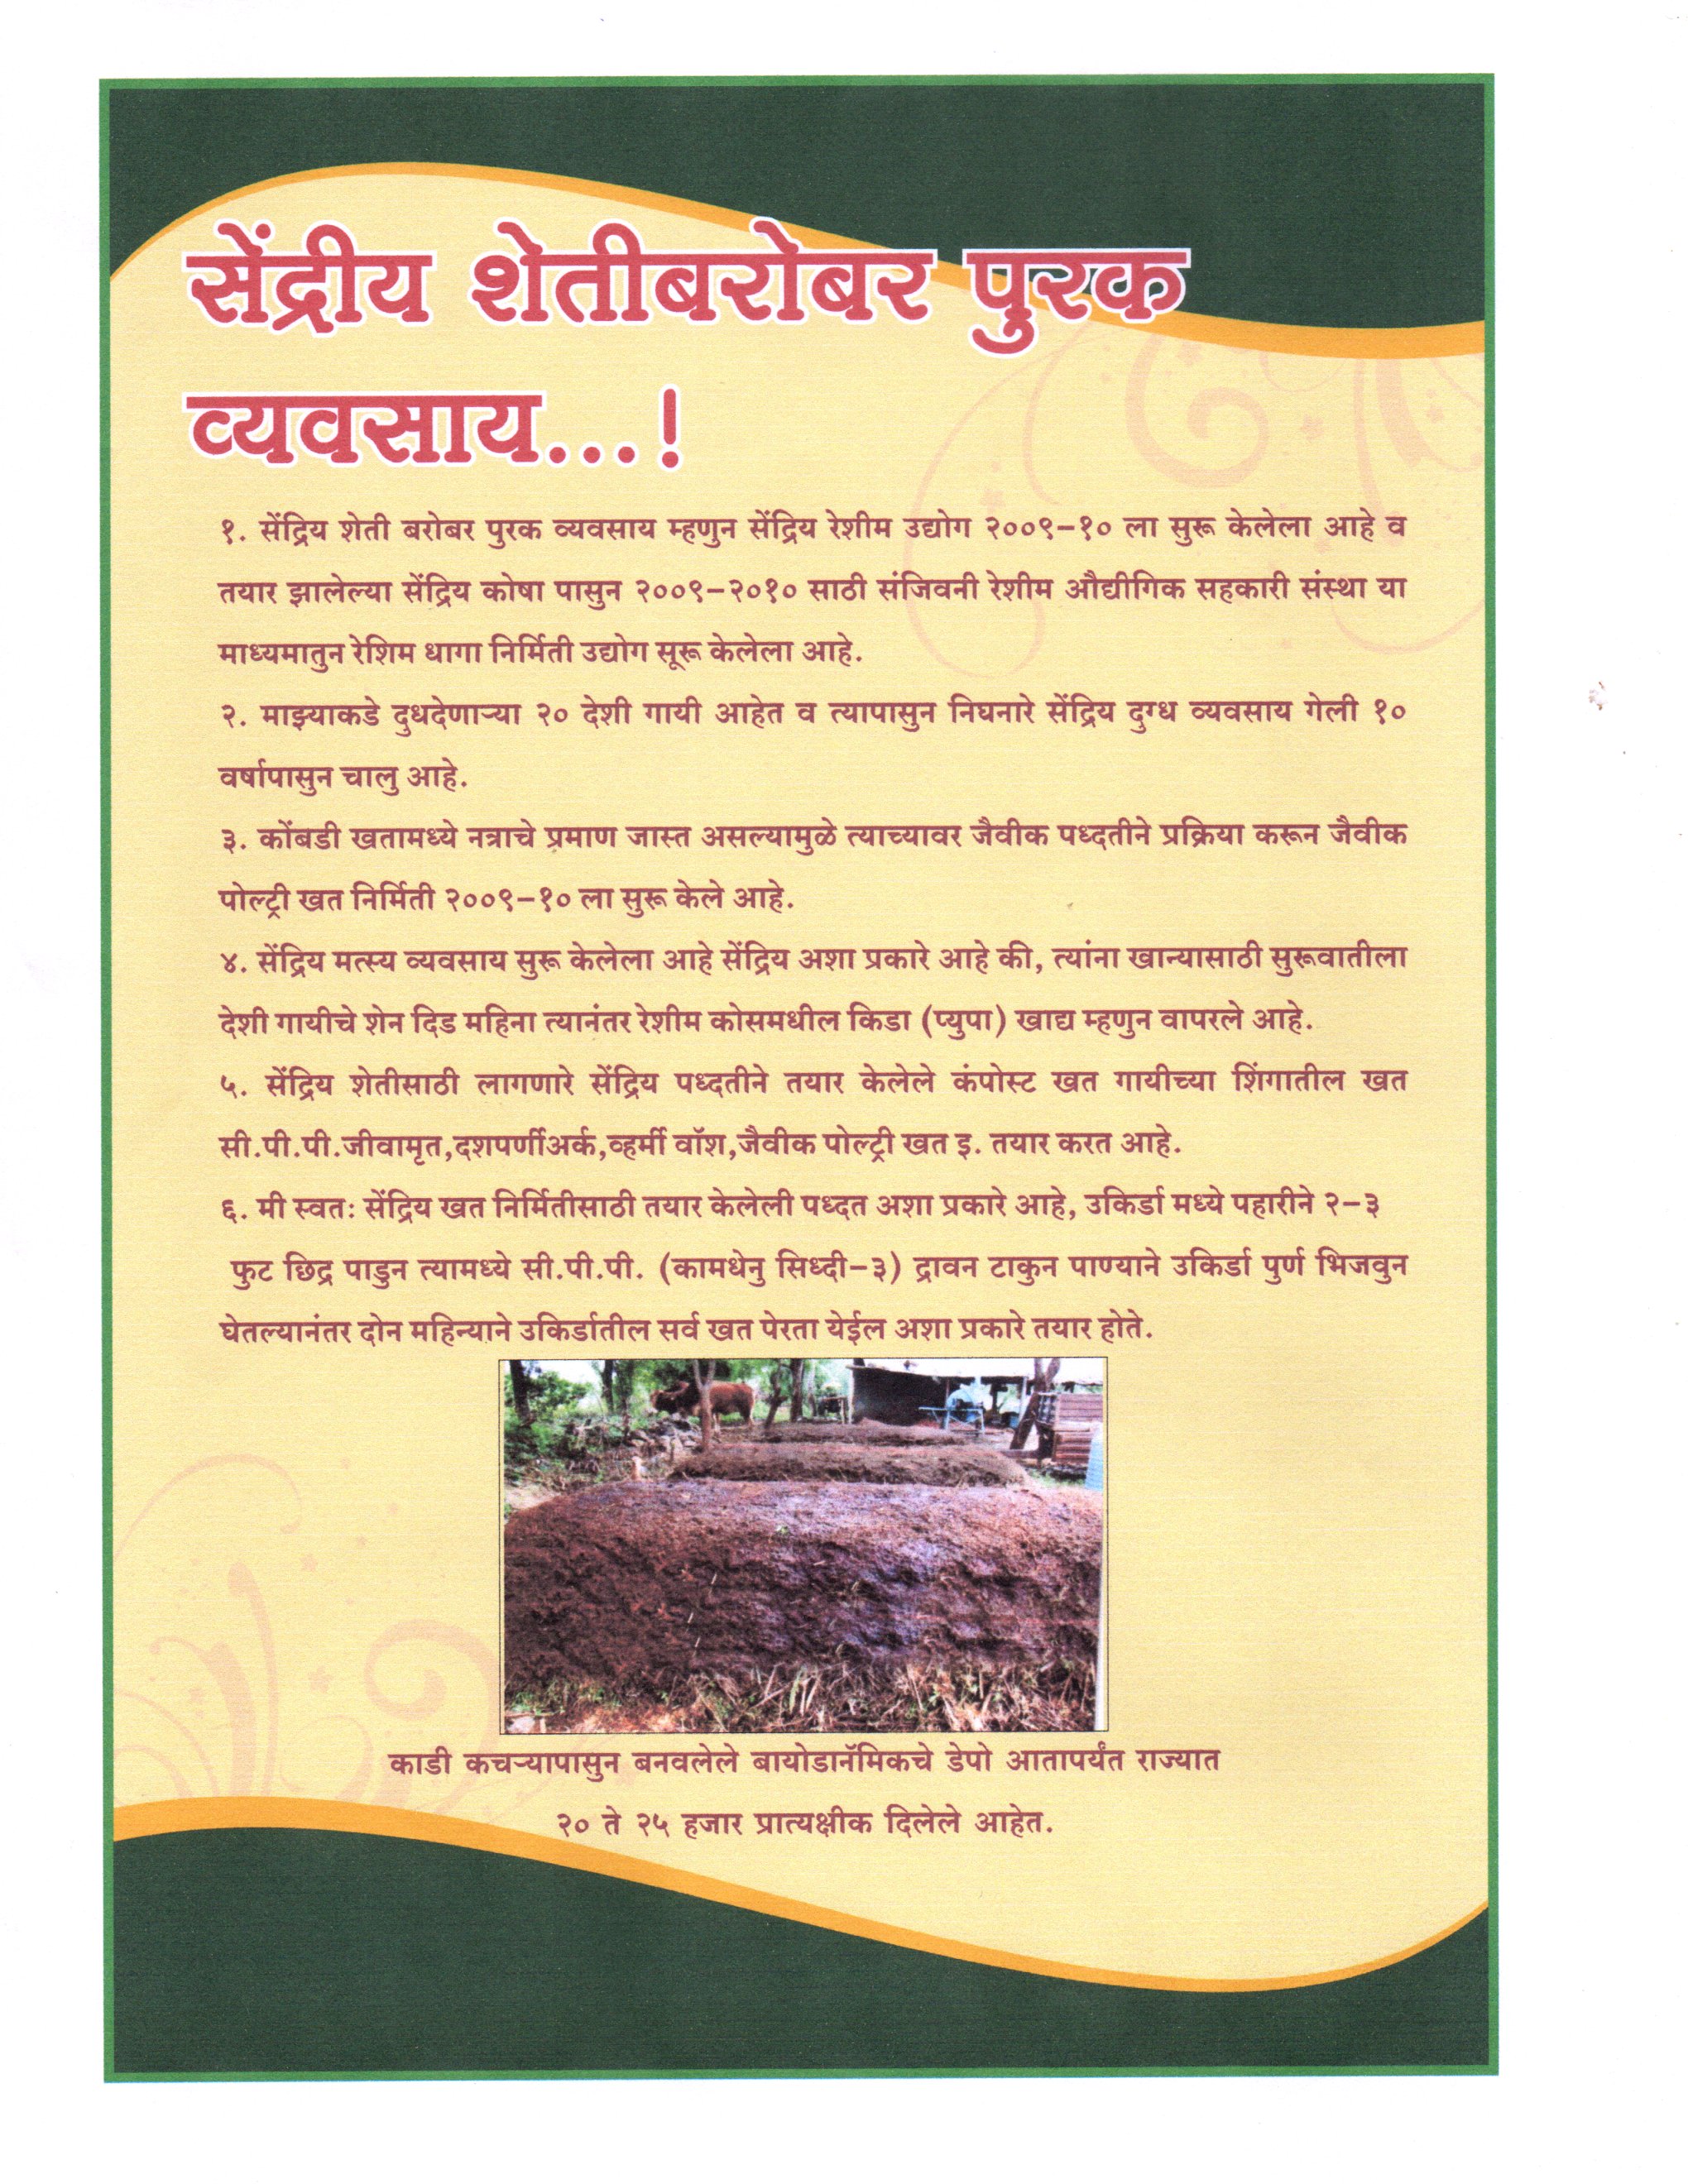 सेंद्रीय शेतीबरोबर पुरक
व्यवसाय...!
१. सेंद्रिय शेती बरोबर पुरक व्यवसाय म्हणुन सेंद्रिय रेशीम उद्योग २००९-१० ला सुरू केलेला आहे व
तयार झालेल्या सेंद्रिय कोषा पासुन २००९-२०१० साठी संजिवनी रेशीम औद्यीगिक सहकारी संस्था या
माध्यमातुन रेशिम धागा निर्मिती उद्योग सूरू केलेला आहे.
२. माझ्याकडे दुधदेणाऱ्या २० देशी गायी आहेत व त्यापासुन निघनारे सेंद्रिय दुग्ध व्यवसाय गेली १०
वर्षापासुन चालु आहे.
३. कोंबडी खतामध्ये नत्राचे प्रमाण जास्त असल्यामुळे त्याच्यावर जैवीक पध्दतीने प्रक्रिया करून जैवीक
पोल्ट्री खत निर्मिती २००९-१० ला सुरू केले आहे.
४. सेंद्रिय मत्स्य व्यवसाय सुरू केलेला आहे सेंद्रिय अशा प्रकारे आहे की, त्यांना खान्यासाठी सुरूवातीला
देशी गायीचे शेन दिड महिना त्यानंतर रेशीम कोसमधील किडा (प्युपा) खाद्य म्हणुन वापरले आहे.
५. सेंद्रिय शेतीसाठी लागणारे सेंद्रिय पध्दतीने तयार केलेले कंपोस्ट खत गायीच्या शिंगातील खत
सी.पी.पी.जीवामृत,दशपर्णीअर्क,व्हर्मी वॉश,जैवीक पोल्ट्री खत इ. तयार करत आहे.
६. मी स्वतः सेंद्रिय खत निर्मितीसाठी तयार केलेली पध्दत अशा प्रकारे आहे, उकिर्डा मध्ये पहारीने २-३
फुट छिद्र पाडुन त्यामध्ये सी.पी.पी. (कामधेनु सिध्दी-३) द्रावन टाकुन पाण्याने उकिर्डा पुर्ण भिजवुन
घेतल्यानंतर दोन महिन्याने उकिर्डातील सर्व खत पेरता येईल अशा प्रकारे तयार होते.
काडी कचऱ्यापासुन बनवलेले बायोडानॅमिकचे डेपो आतापर्यंत राज्यात
२० ते २५ हजार प्रात्यक्षीक दिलेले आहेत.